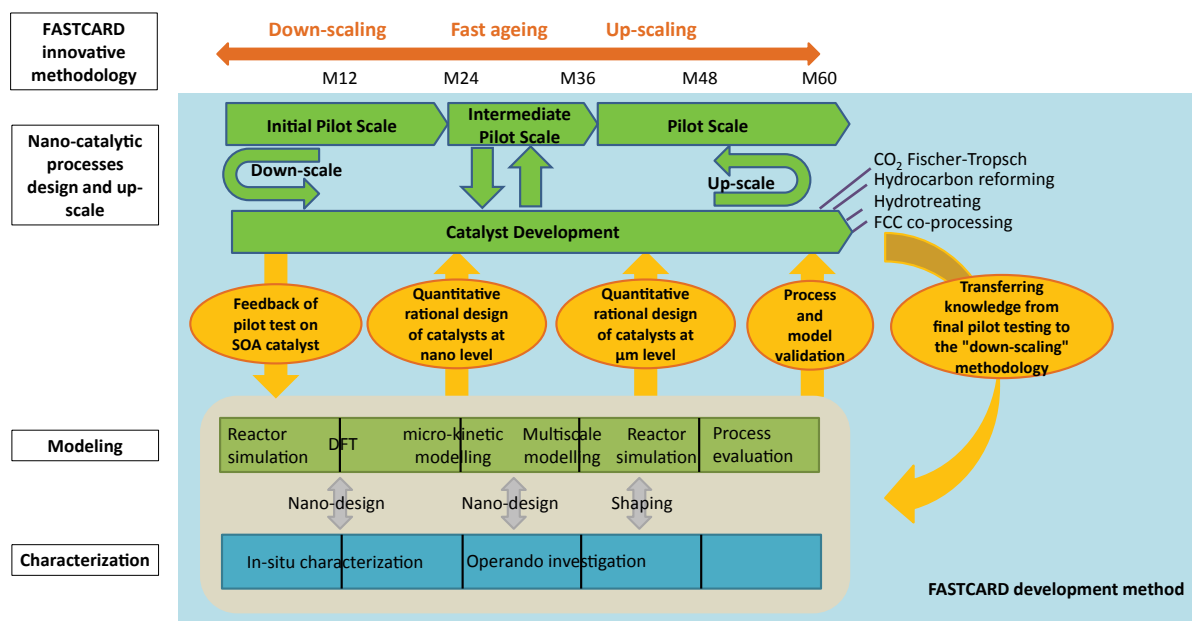 FASTCARD
innovative
methodology
Down-scaling
Fast ageing
Up-scaling
M12
M24
M36
M48
M60
Nano-catalytic
processes
design and up-
scale
Initial Pilot Scale
Intermediate
Pilot Scale
Pilot Scale
Down-scale
Up-scale
CO₂ Fischer-Tropsch
Hydrocarbon reforming
Hydrotreating
FCC co-processing
Catalyst Development
Feedback of
pilot test on
SOA catalyst
Quantitative
rational design
of catalysts at
nano level
Quantitative
rational design
of catalysts at
µm level
Process
and
model
validation
Transferring
knowledge from
final pilot testing to
the "down-scaling"
methodology
Modeling
Reactor
simulation
DFT
micro-kinetic
modelling
Multiscale
modelling
Reactor
simulation
Process
evaluation
Nano-design
Nano-design
Shaping
Characterization
In-situ characterization
Operando investigation
FASTCARD development method